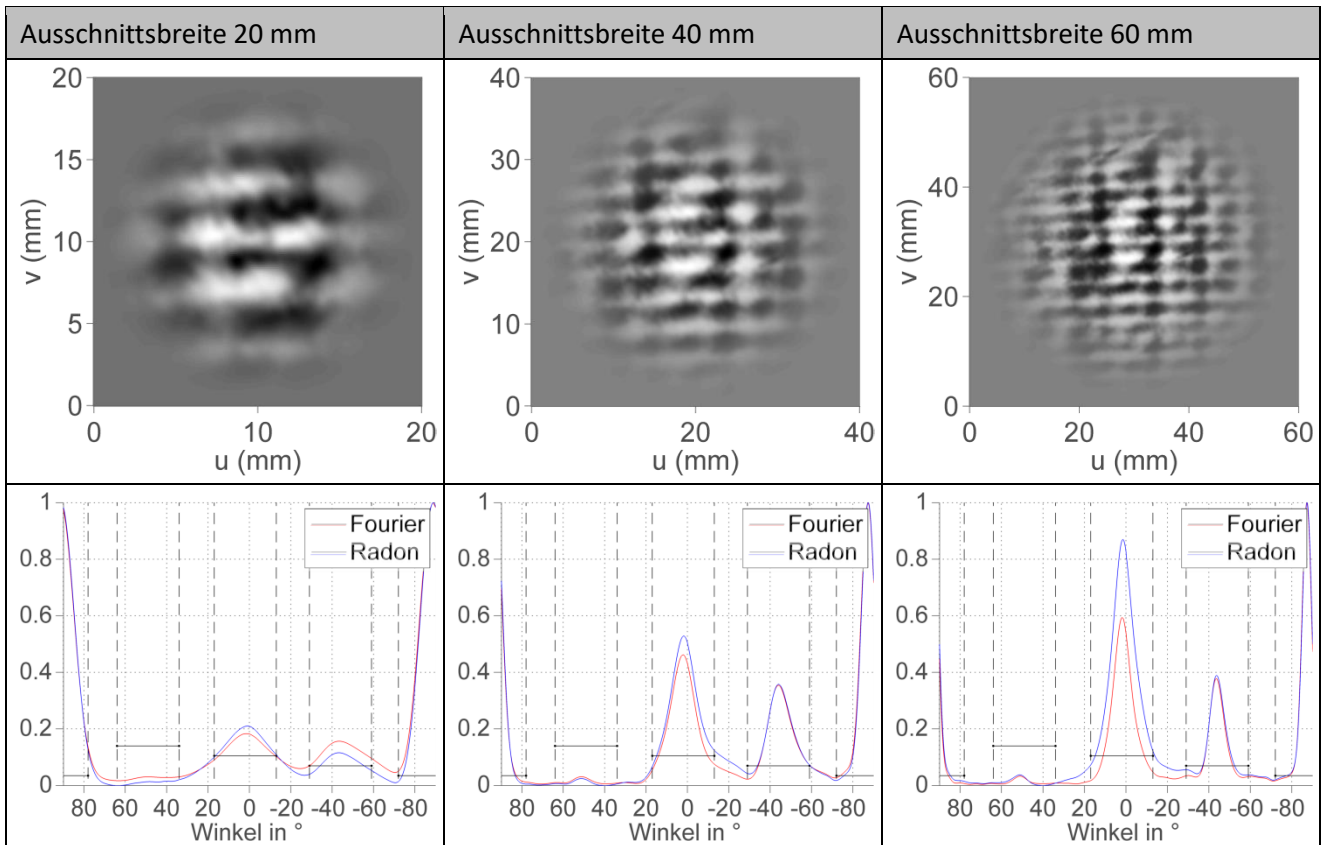 Ausschnittsbreite 20 mm
Ausschnittsbreite 40 mm
Ausschnittsbreite 60 mm
20
15
10
5
0
v (mm)
0 10 20
u (mm)
40
30
20
10
0
v (mm)
0 20 40
u (mm)
60
40
20
0
v (mm)
0 20 40 60
u (mm)
1
0.8
0.6
0.4
0.2
0
Fourier
Radon
80 60 40 20 0 -20 -40 -60 -80
Winkel in °
1
0.8
0.6
0.4
0.2
0
Fourier
Radon
80 60 40 20 0 -20 -40 -60 -80
Winkel in °
1
0.8
0.6
0.4
0.2
0
Fourier
Radon
80 60 40 20 0 -20 -40 -60 -80
Winkel in °